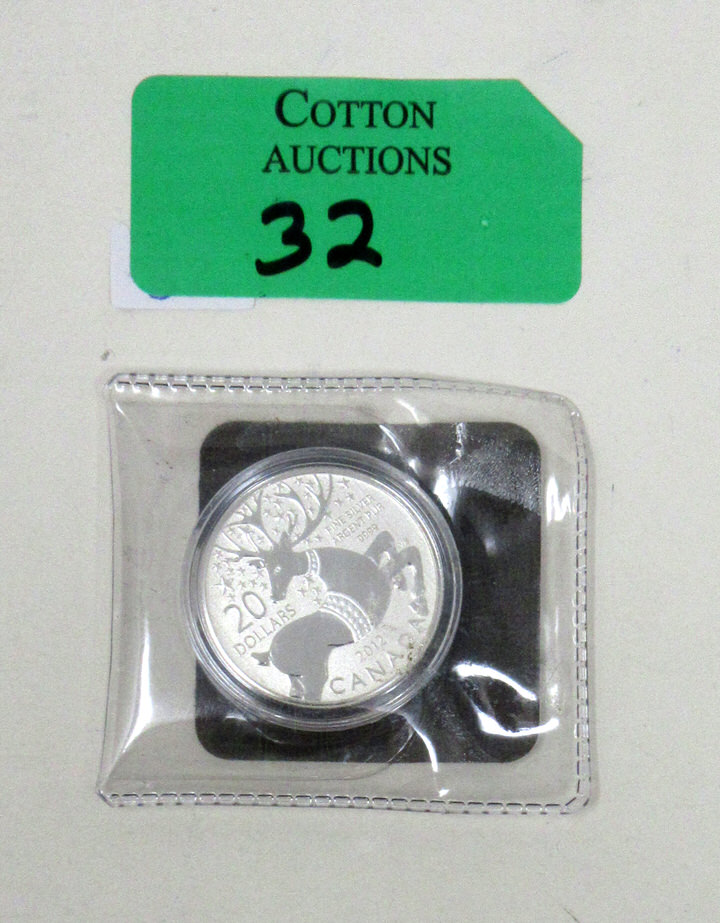 COTTON
AUCTIONS
32
FINE SILVER
ARGENT PUR
9999
20
DOLLARS
2012
CANADA